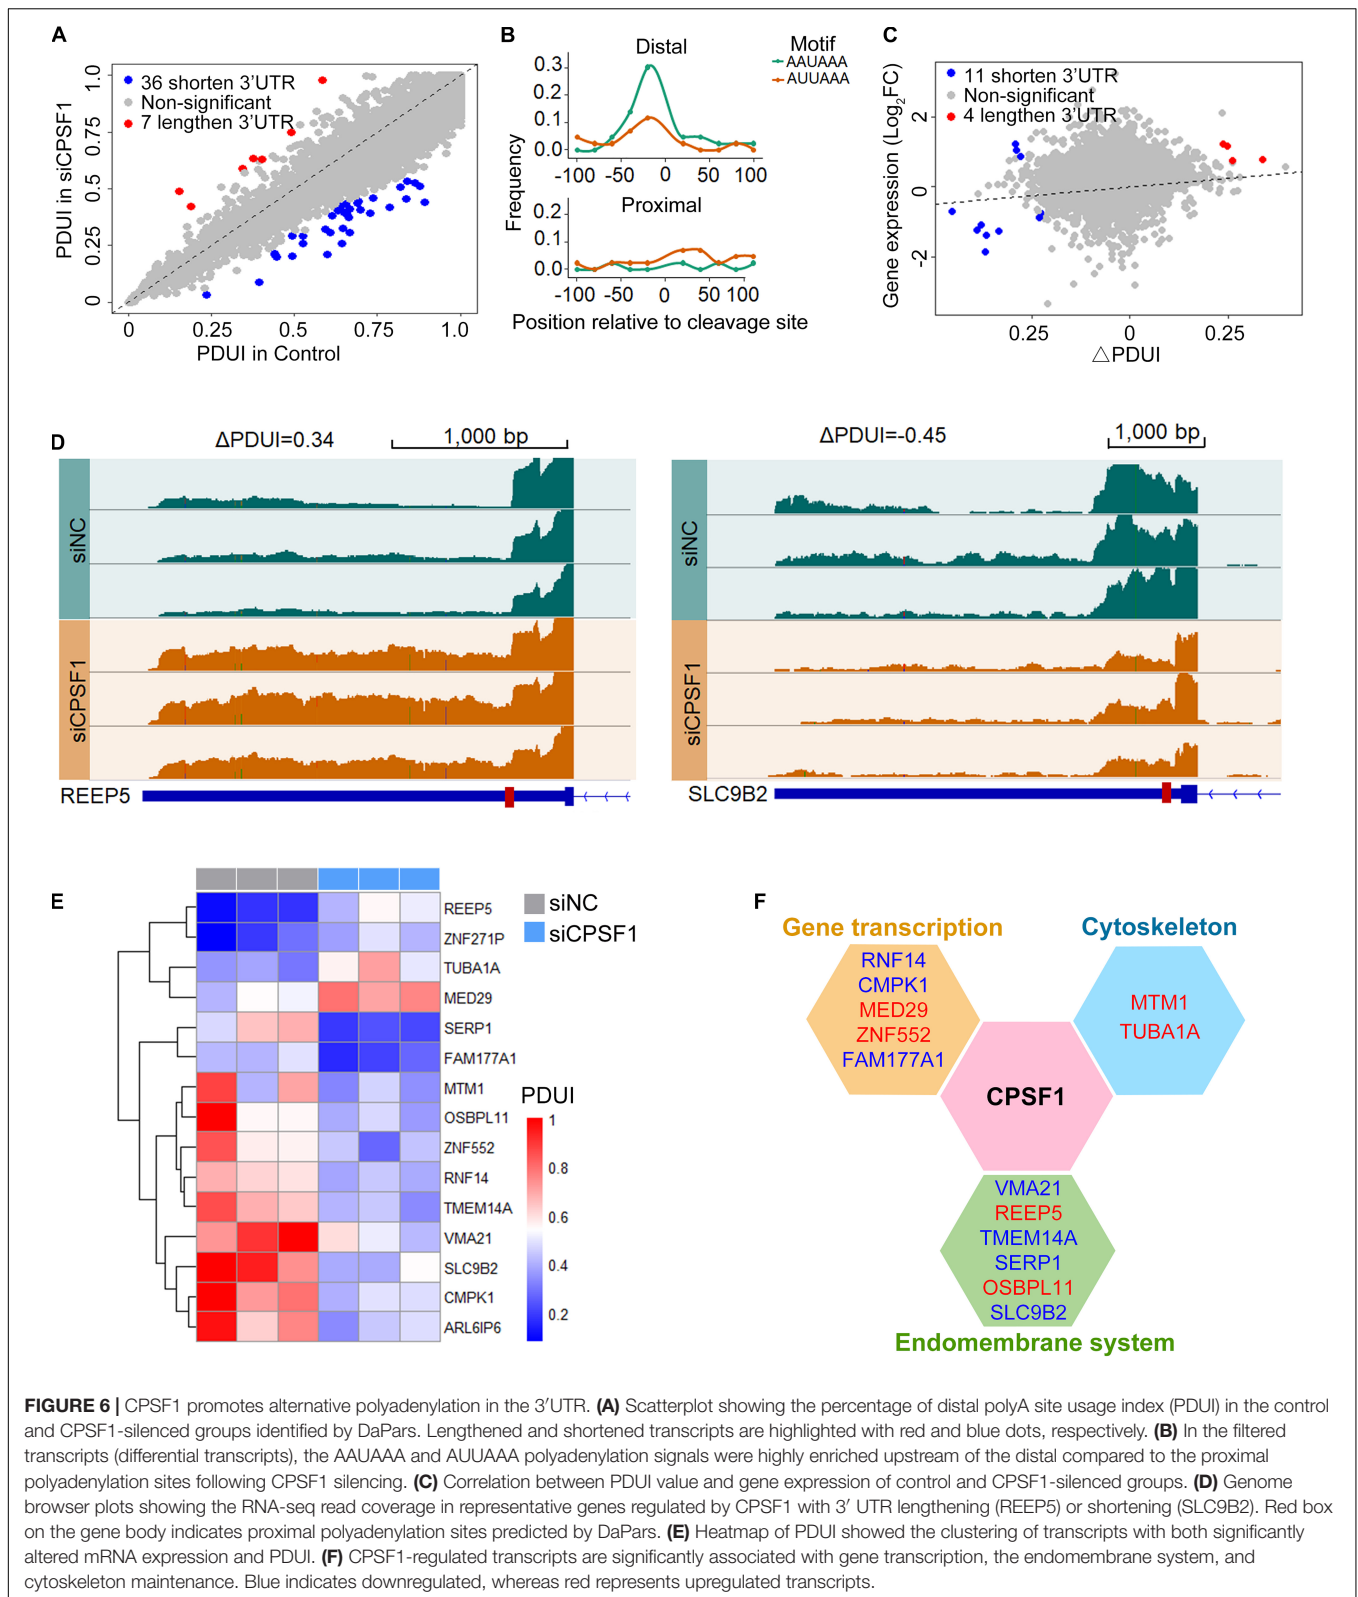 A
36 shorten 3'UTR
Non-significant
7 lengthen 3'UTR
PDUI in siCPSF1
1.0
0.75
0.5
0.25
0
0
0.25
0.5
0.75
1.0
PDUI in Control
B
Distal
Motif
AAUAAA
AUUAAA
0.3
0.2
0.1
0.0
-100
-50
0
50
100
Frequency
Proximal
0.2
0.1
0.0
-100
-50
0
50
100
Position relative to cleavage site
C
11 shorten 3'UTR
Non-significant
4 lengthen 3'UTR
Gene expression (Log2FC)
2
0
-2
0.25
0
0.25
△PDUI
D
ΔPDUI=0.34
1,000 bp
siNC
siCPSF1
REEP5
ΔPDUI=-0.45
1,000 bp
siNC
siCPSF1
SLC9B2
E
REEP5
ZNF271P
TUBA1A
MED29
SERP1
FAM177A1
MTM1
OSBPL11
ZNF552
RNF14
TMEM14A
VMA21
SLC9B2
CMPK1
ARL6IP6
siNC
siCPSF1
PDUI
1
0.8
0.6
0.4
0.2
F
Gene transcription
RNF14
CMPK1
MED29
ZNF552
FAM177A1
Cytoskeleton
MTM1
TUBA1A
CPSF1
VMA21
REEP5
TMEM14A
SERP1
OSBPL11
SLC9B2
Endomembrane system
FIGURE 6 | CPSF1 promotes alternative polyadenylation in the 3′UTR. (A) Scatterplot showing the percentage of distal polyA site usage index (PDUI) in the control
and CPSF1-silenced groups identified by DaPars. Lengthened and shortened transcripts are highlighted with red and blue dots, respectively. (B) In the filtered
transcripts (differential transcripts), the AAUAAA and AUUAAA polyadenylation signals were highly enriched upstream of the distal compared to the proximal
polyadenylation sites following CPSF1 silencing. (C) Correlation between PDUI value and gene expression of control and CPSF1-silenced groups. (D) Genome
browser plots showing the RNA-seq read coverage in representative genes regulated by CPSF1 with 3′ UTR lengthening (REEP5) or shortening (SLC9B2). Red box
on the gene body indicates proximal polyadenylation sites predicted by DaPars. (E) Heatmap of PDUI showed the clustering of transcripts with both significantly
altered mRNA expression and PDUI. (F) CPSF1-regulated transcripts are significantly associated with gene transcription, the endomembrane system, and
cytoskeleton maintenance. Blue indicates downregulated, whereas red represents upregulated transcripts.